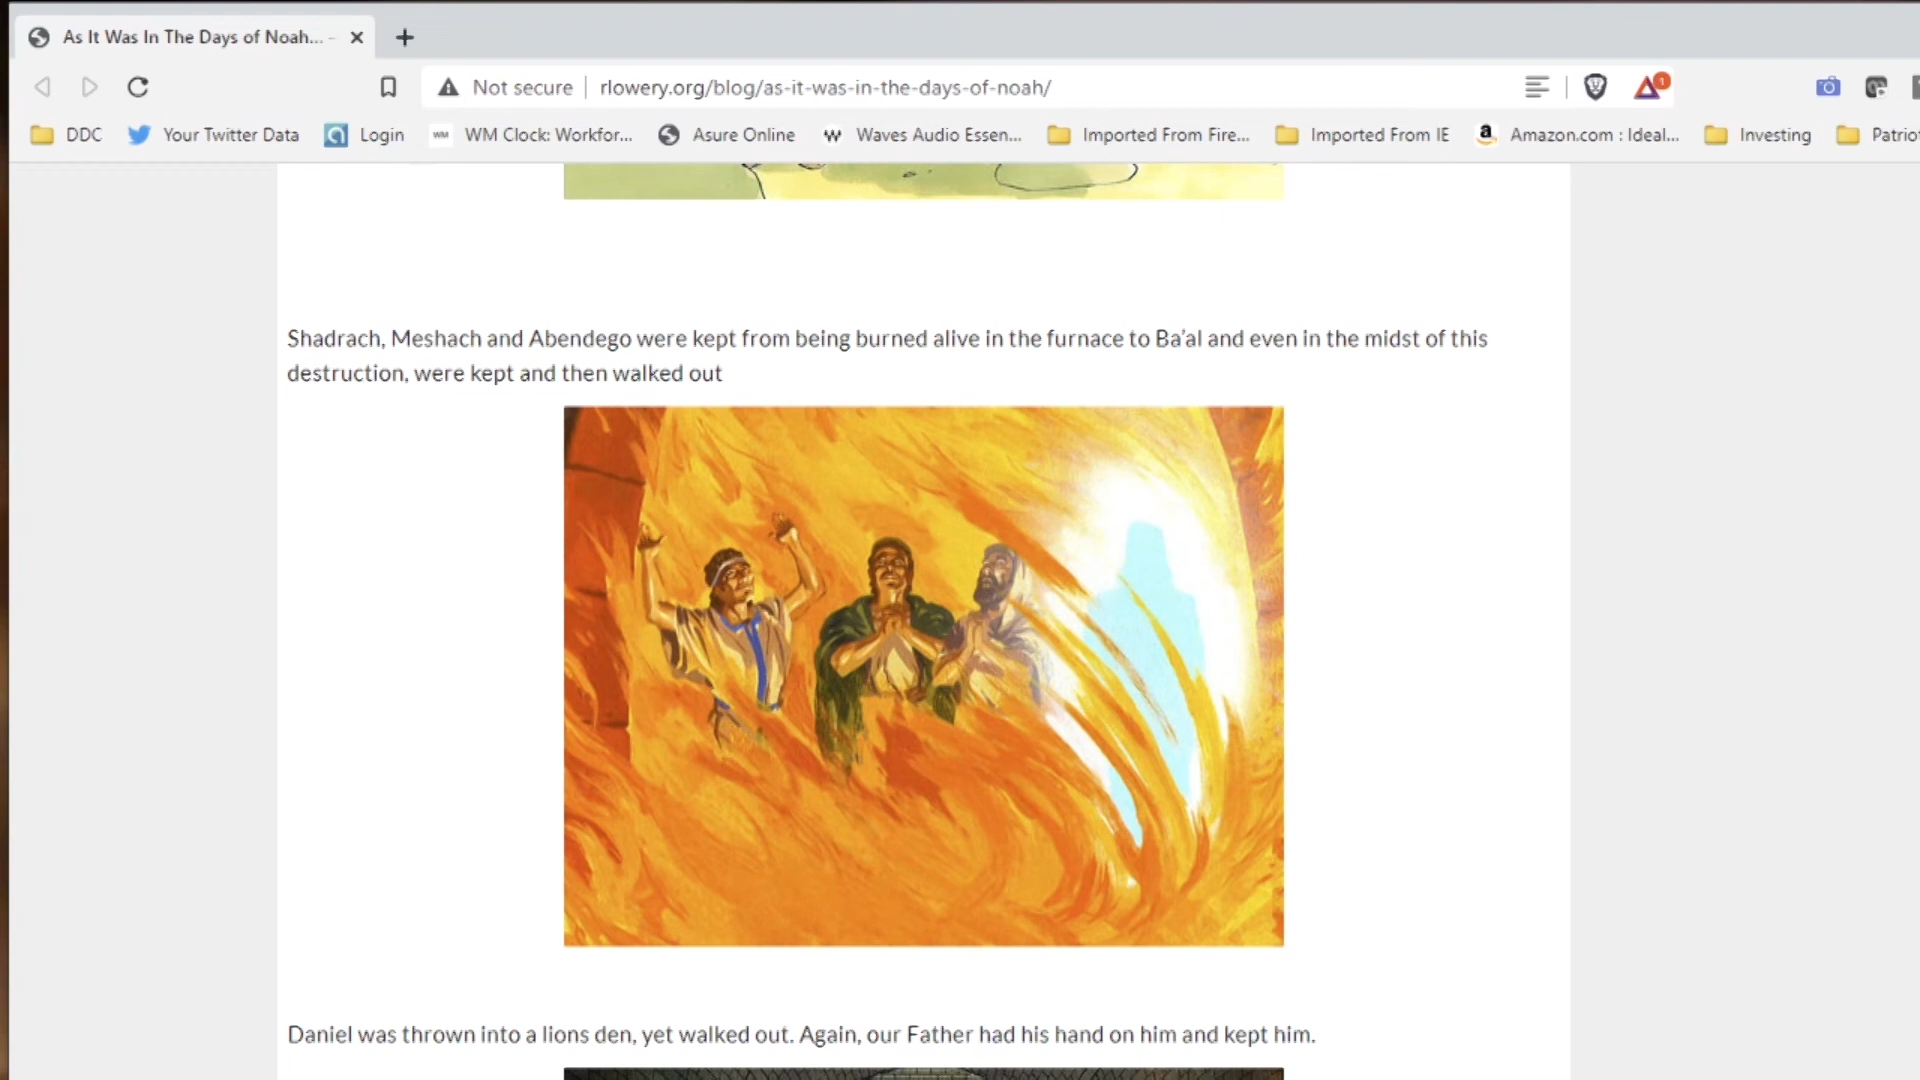 As It Was In The Days of Noah... -
Not secure rlowery.org/blog/as-it-was-in-the-days-of-noah/ 1
DDC Your Twitter Data Login WM WM Clock: Workfor... Asure Online W Waves Audio Essen... Imported From Fire... Imported From IE a Amazon.com : Ideal... Investing Patrio
Shadrach, Meshach and Abendego were kept from being burned alive in the furnace to Ba’al and even in the midst of this
destruction, were kept and then walked out
Daniel was thrown into a lions den, yet walked out. Again, our Father had his hand on him and kept him.